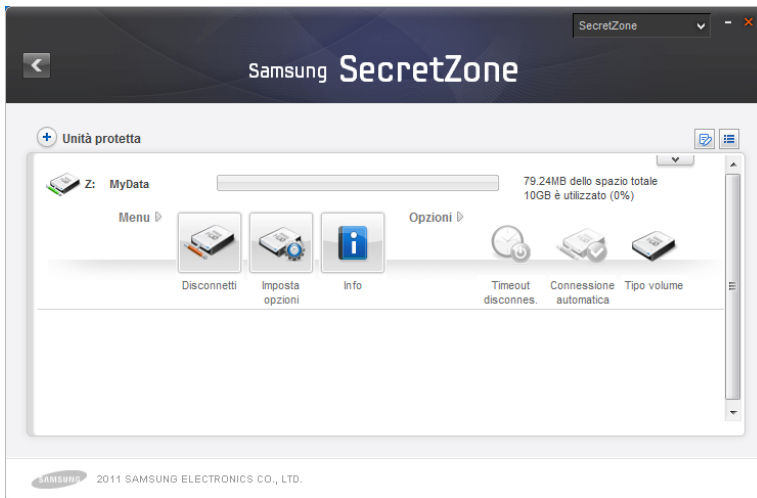 SecretZone
Samsung SecretZone
Unità protetta
Z: MyData
79.24MB dello spazio totale
10GB è utilizzato (0%)
Menu
Opzioni
Disconnetti
Imposta
opzioni
Info
Timeout
disconnes.
Connessione
automatica
Tipo volume
SAMSUNG 2011 SAMSUNG ELECTRONICS CO., LTD.